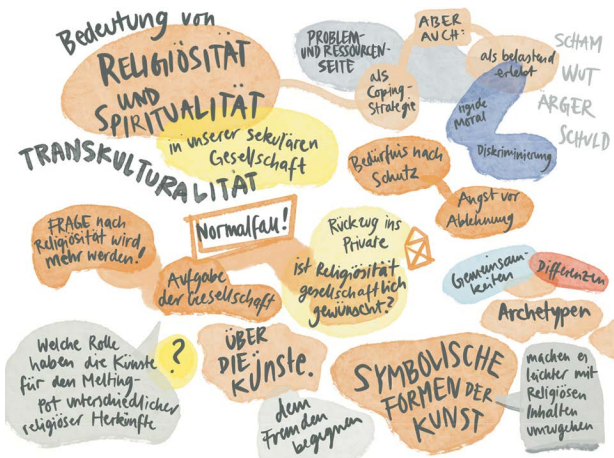 Bedeutung von
RELIGIÖSITÄT
UND
SPIRITUALITÄT
in unserer sekulären
Gesellschaft
TRANSKULTURALITÄT
PROBLEM-
UND RESSOURCEN-
SEITE
als
Coping-
Strategie
ABER
AUCH:
als belastend
erlebt
rigide
Moral
Diskriminierung
SCHAM
WUT
ÄRGER
SCHULD
Bedürfnis nach
Schutz
Angst vor
Ablehnung
FRAGE nach
Religiösität wird
mehr werden!
Normalfall!
Aufgabe
der Gesellschaft
Rückzug ins
Private
ist Religiösität
gesellschaftlich
gewünscht?
Gemeinsam-
keiten
Differenzen
Archetypen
Welche Rolle
haben die Künste
für den Melting-
Pot unterschiedlicher
religiöser Herkünfte
?
ÜBER
DIE
KÜNSTE.
dem
Fremden
begegnen
SYMBOLISCHE
FORMEN DER
KUNST
machen es
leichter mit
Religiösen
Inhalten
umzugehen